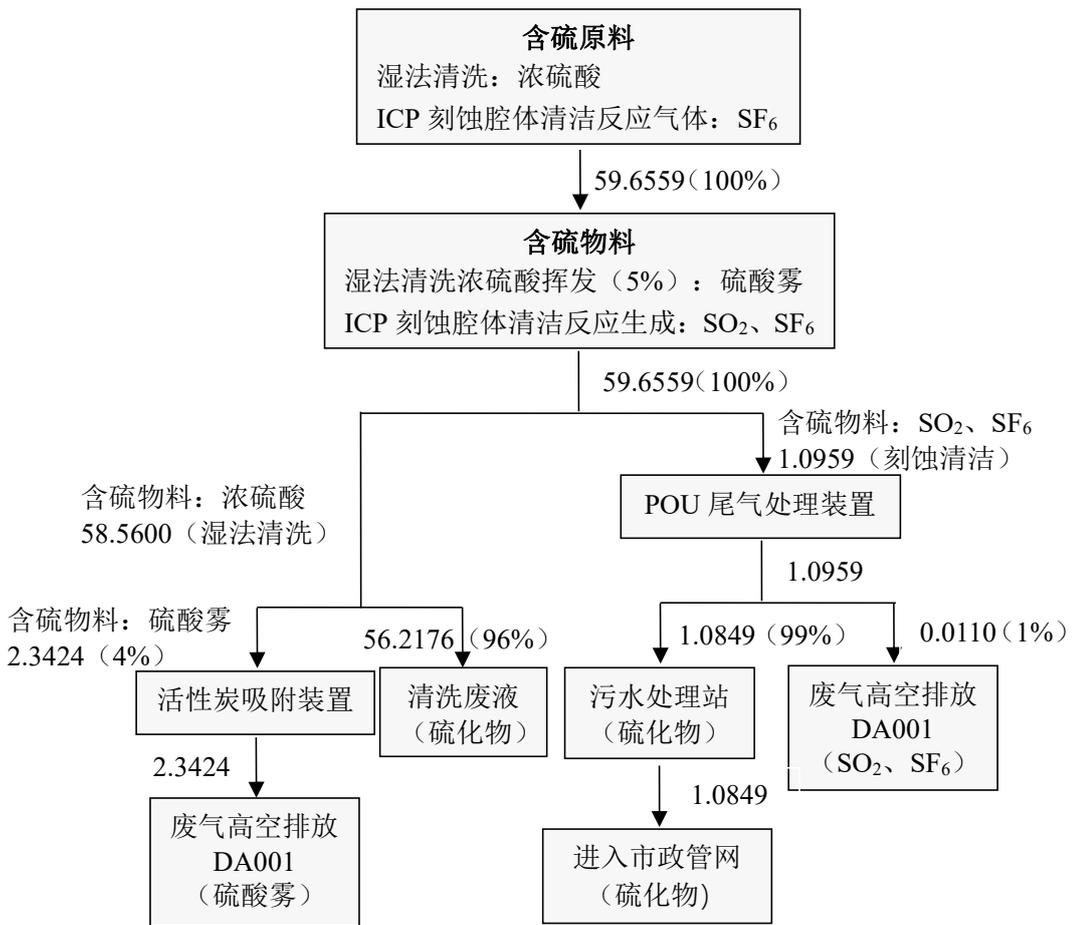 含硫原料
湿法清洗：浓硫酸
ICP 刻蚀腔体清洁反应气体：SF₆
59.6559（100%）
含硫物料
湿法清洗浓硫酸挥发（5%）：硫酸雾
ICP 刻蚀腔体清洁反应生成：SO₂、SF₆
59.6559（100%）
含硫物料：SO₂、SF₆
1.0959（刻蚀清洁）
含硫物料：浓硫酸
58.5600（湿法清洗）
POU 尾气处理装置
1.0959
含硫物料：硫酸雾
2.3424（4%）
56.2176（96%）
1.0849（99%）
0.0110（1%）
活性炭吸附装置
清洗废液
（硫化物）
污水处理站
（硫化物）
废气高空排放
DA001
（SO₂、SF₆）
2.3424
1.0849
废气高空排放
DA001
（硫酸雾）
进入市政管网
（硫化物)